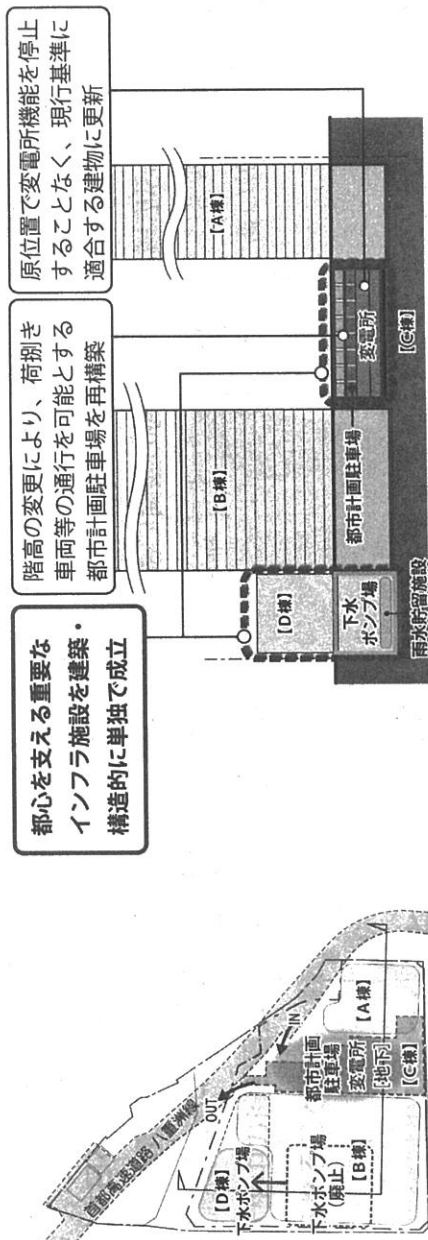 都心を支える重要な
インフラ施設を建築・
構造的に単独で成立
階高の変更により、荷捌き
車両等の通行を可能とする
都市計画駐車場を再構築
原位置で変電所機能を停止
することなく、現行基準に
適合する建物に更新
【D棟】
【B棟】
【A棟】
下水
ポンプ場
都市計画駐車場
変電所
雨水貯留施設
【C棟】
首都高速道路 八重洲線
OUT
IN
【D棟】
下水ポンプ場
下水ポンプ場
(廃止)
【B棟】
都市計画
駐車場
変電所
[地下]
【C棟】
【A棟】